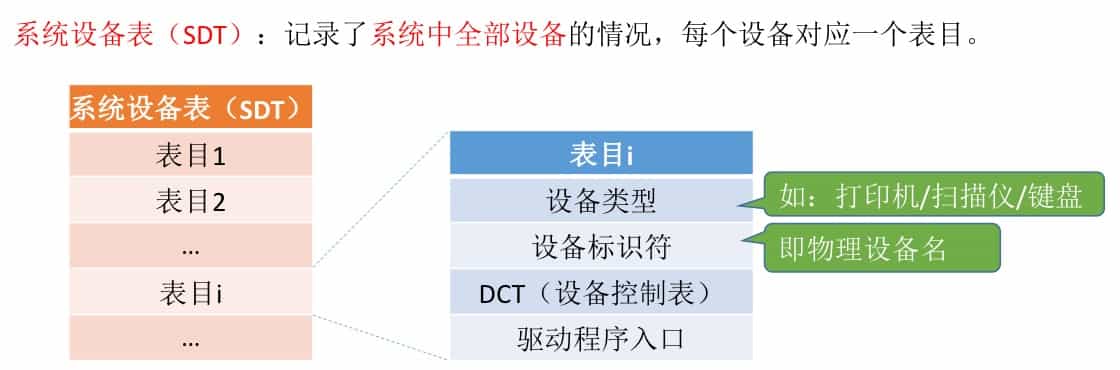 系统设备表（SDT）：记录了系统中全部设备的情况，每个设备对应一个表目。
系统设备表（SDT）
表目1
表目2
...
表目i
...
表目i
设备类型
设备标识符
DCT（设备控制表）
驱动程序入口
如：打印机/扫描仪/键盘
即物理设备名